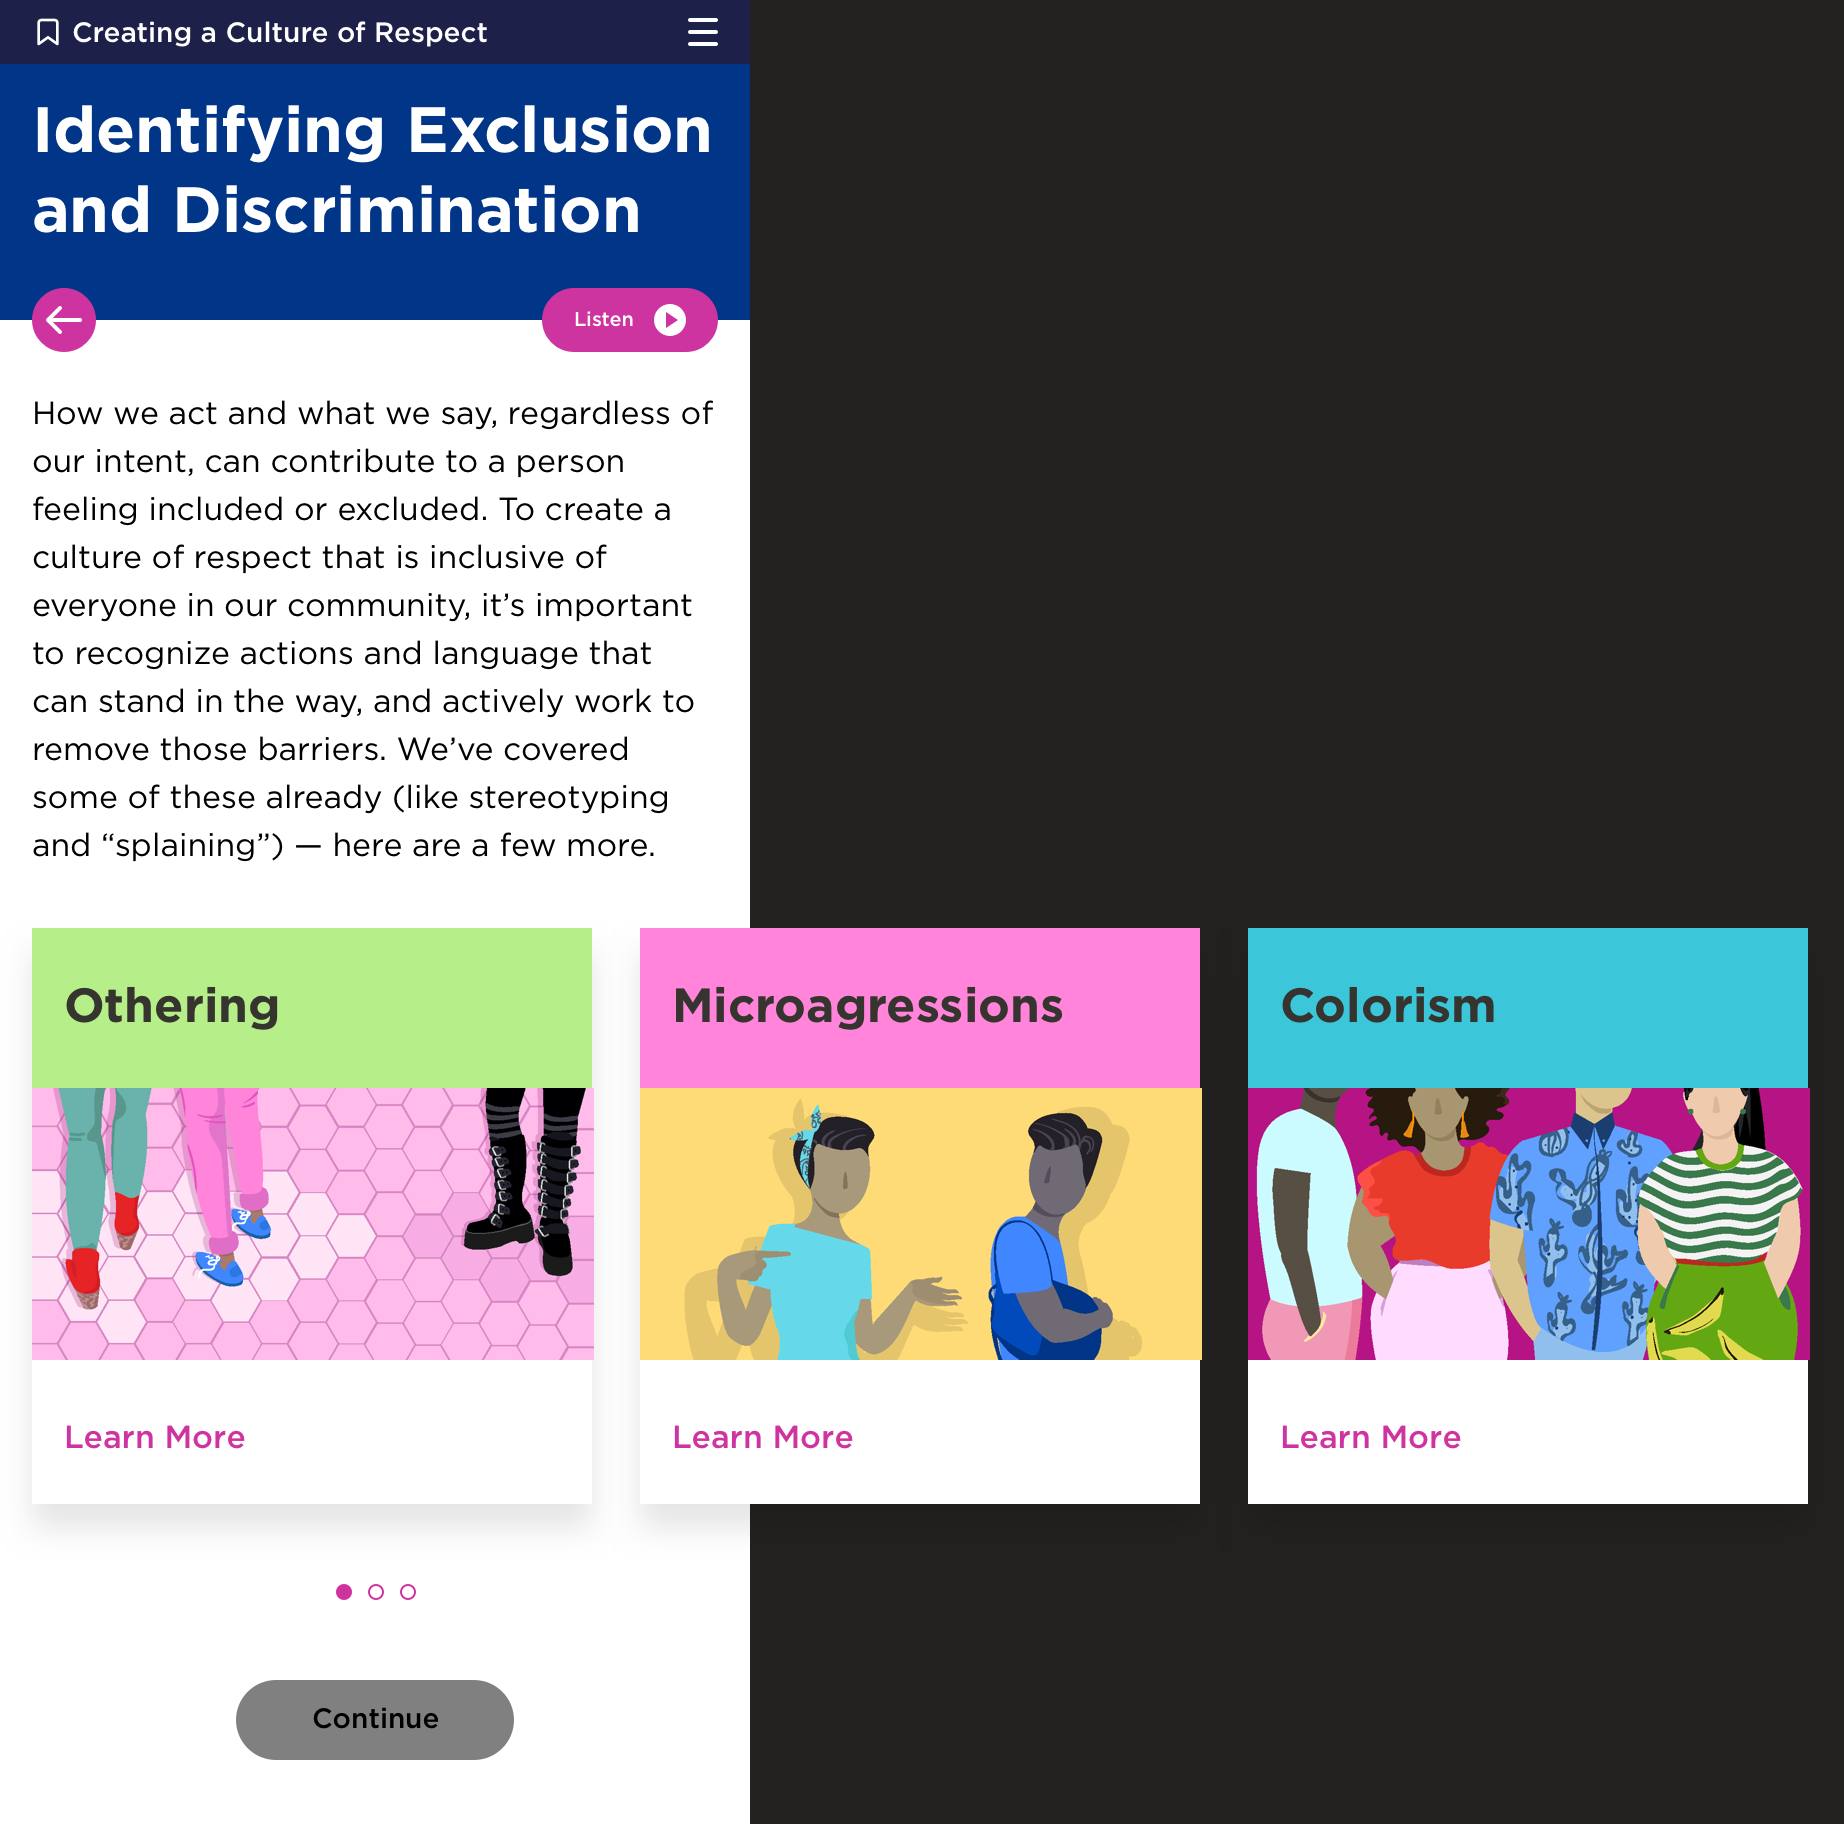 Creating a Culture of Respect
Identifying Exclusion
and Discrimination
Listen
How we act and what we say, regardless of
our intent, can contribute to a person
feeling included or excluded. To create a
culture of respect that is inclusive of
everyone in our community, it’s important
to recognize actions and language that
can stand in the way, and actively work to
remove those barriers. We’ve covered
some of these already (like stereotyping
and “splaining”) — here are a few more.
Othering
Learn More
Microagressions
Learn More
Colorism
Learn More
Continue